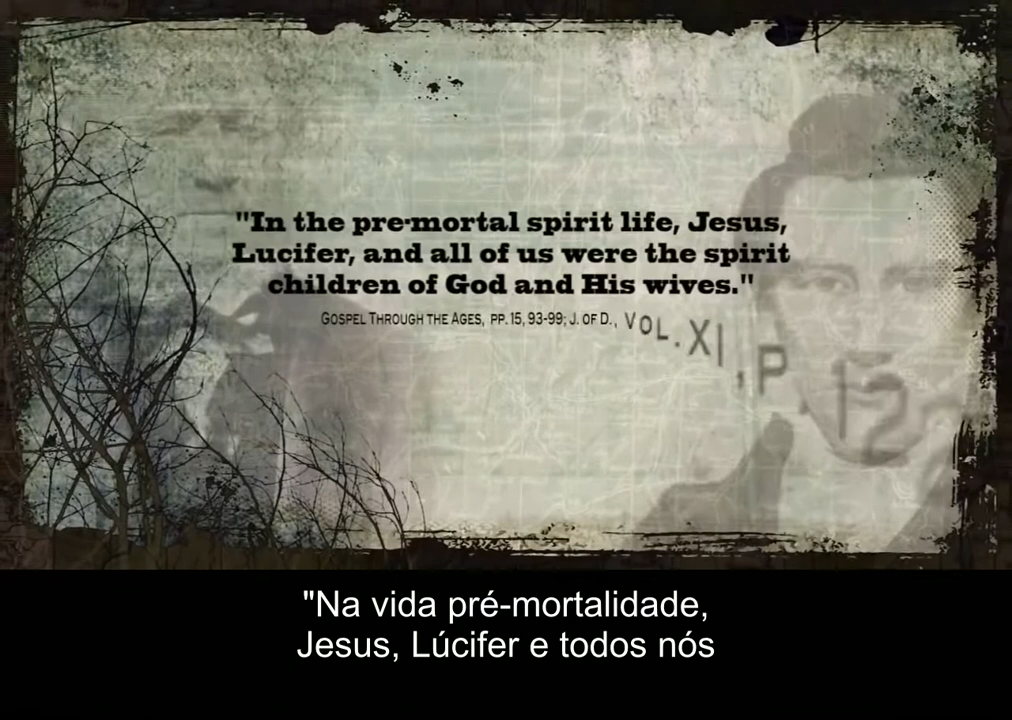 "In the pre-mortal spirit life, Jesus,
Lucifer, and all of us were the spirit
children of God and His wives."
Gospel Through the Ages, pp. 15, 93-99; J. of D., Vol. XI, P. 12
"Na vida pré-mortalidade,
Jesus, Lúcifer e todos nós